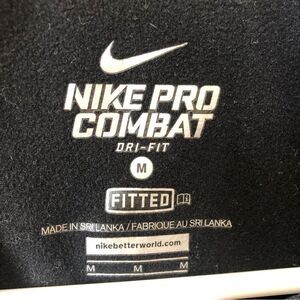 NIKE PRO
COMBAT
DRI-FIT
M
FITTED
MADE IN SRI LANKA / FABRIQUE AU SRI LANKA
nikebetterworld.com
M M M